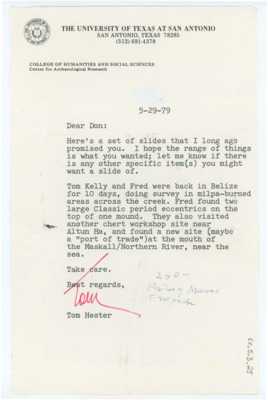 THE UNIVERSITY OF TEXAS AT SAN ANTONIO
SAN ANTONIO, TEXAS 78285
(512) 691-4378
COLLEGE OF HUMANITIES AND SOCIAL SCIENCES
Center for Archaeological Research
5-29-79
Dear Don:
Here's a set of slides that I long ago
promised you. I hope the range of things
is what you wanted; let me know if there
is any other specific item(s) you might
want a slide of.
Tom Kelly and Fred were back in Belize
for 10 days, doing survey in milpa-burned
areas across the creek. Fred found two
large Classic period eccentrics on the
top of one mound. They also visited
another chert workshop site near
Altun Ha, and found a new site (maybe
a "port of trade")at the mouth of
the Maskall/Northern River, near the
sea.
Take care.
Best regards,
Tom
250-
Tom Hester